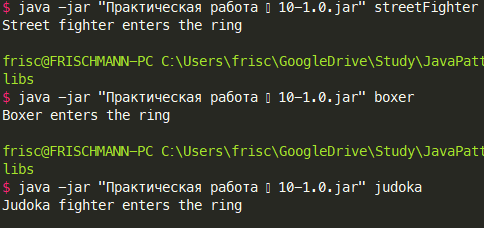 $ java -jar "Практическая работа ▯ 10-1.0.jar" streetFighter
Street fighter enters the ring
frisc@FRISCHMANN-PC C:\Users\frisc\GoogleDrive\Study\JavaPatt
libs
$ java -jar "Практическая работа ▯ 10-1.0.jar" boxer
Boxer enters the ring
frisc@FRISCHMANN-PC C:\Users\frisc\GoogleDrive\Study\JavaPatt
libs
$ java -jar "Практическая работа ▯ 10-1.0.jar" judoka
Judoka fighter enters the ring